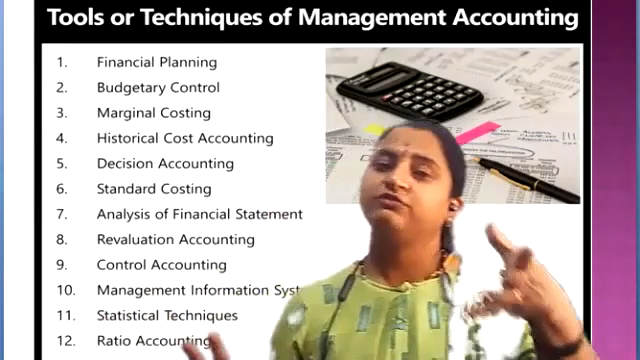 Tools or Techniques of Management Accounting
1. Financial Planning
2. Budgetary Control
3. Marginal Costing
4. Historical Cost Accounting
5. Decision Accounting
6. Standard Costing
7. Analysis of Financial Statement
8. Revaluation Accounting
9. Control Accounting
10. Management Information Syst
11. Statistical Techniques
12. Ratio Accounting